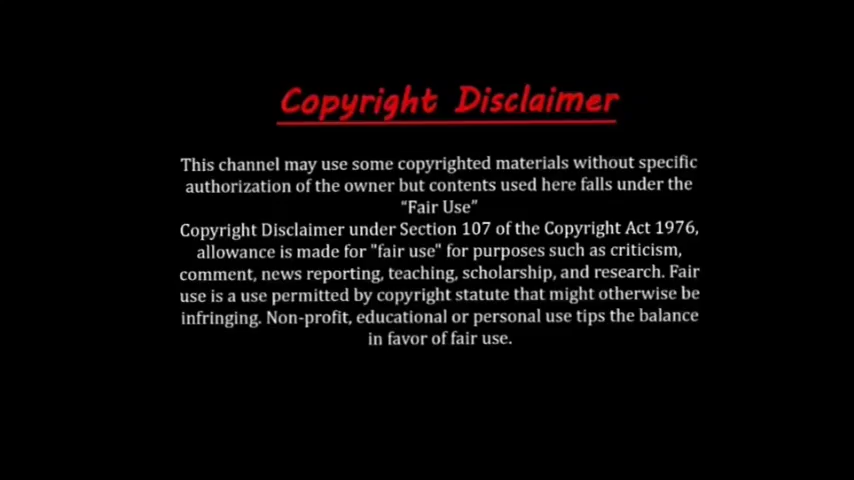 Copyright Disclaimer
This channel may use some copyrighted materials without specific
authorization of the owner but contents used here falls under the
“Fair Use”
Copyright Disclaimer under Section 107 of the Copyright Act 1976,
allowance is made for "fair use" for purposes such as criticism,
comment, news reporting, teaching, scholarship, and research. Fair
use is a use permitted by copyright statute that might otherwise be
infringing. Non-profit, educational or personal use tips the balance
in favor of fair use.